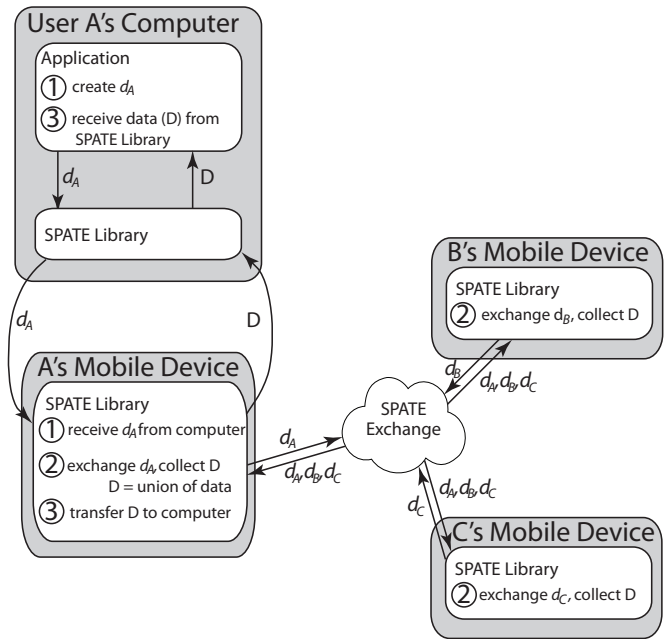 User A's Computer
Application
1 create dA
3 receive data (D) from
SPATE Library
dA
D
SPATE Library
dA
D
A's Mobile Device
SPATE Library
1 receive dA from computer
2 exchange dA, collect D
D = union of data
3 transfer D to computer
dA
dA,dB,dC
SPATE
Exchange
B's Mobile Device
SPATE Library
2 exchange dB, collect D
dB
dA,dB,dC
dA,dB,dC
dC
C's Mobile Device
SPATE Library
2 exchange dC, collect D